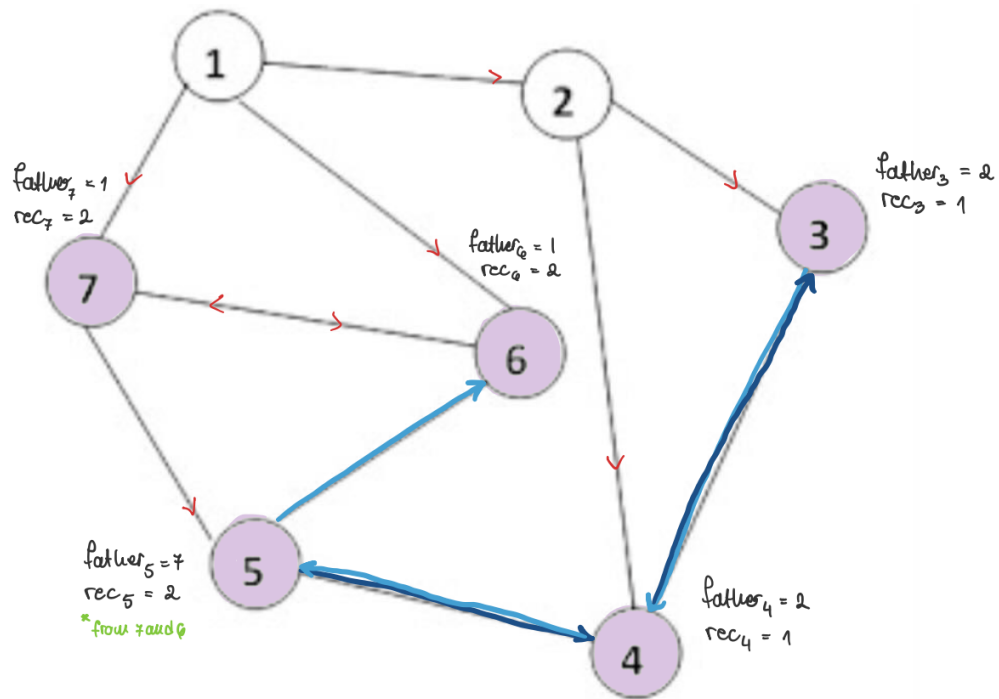 1
2
father₇ = 1
rec₇ = 2
father₃ = 2
rec₃ = 1
3
father₆ = 1
rec₆ = 2
7
6
5
father₅ = 7
rec₅ = 2
*from 7 and 6
father₄ = 2
rec₄ = 1
4